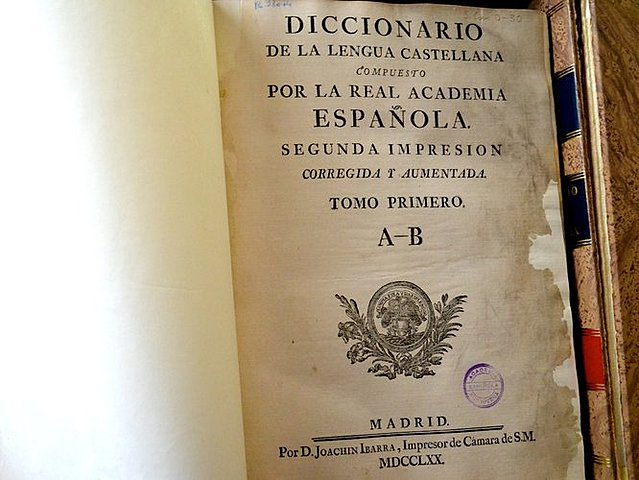 DICCIONARIO
DE LA LENGUA CASTELLANA
COMPUESTO
POR LA REAL ACADEMIA
ESPAÑOLA.
SEGUNDA IMPRESION
CORREGIDA Y AUMENTADA.
TOMO PRIMERO.
A–B
MADRID.
Por D. JOACHIN IBARRA, Impresor de Cámara de S.M.
MDCCLXX.